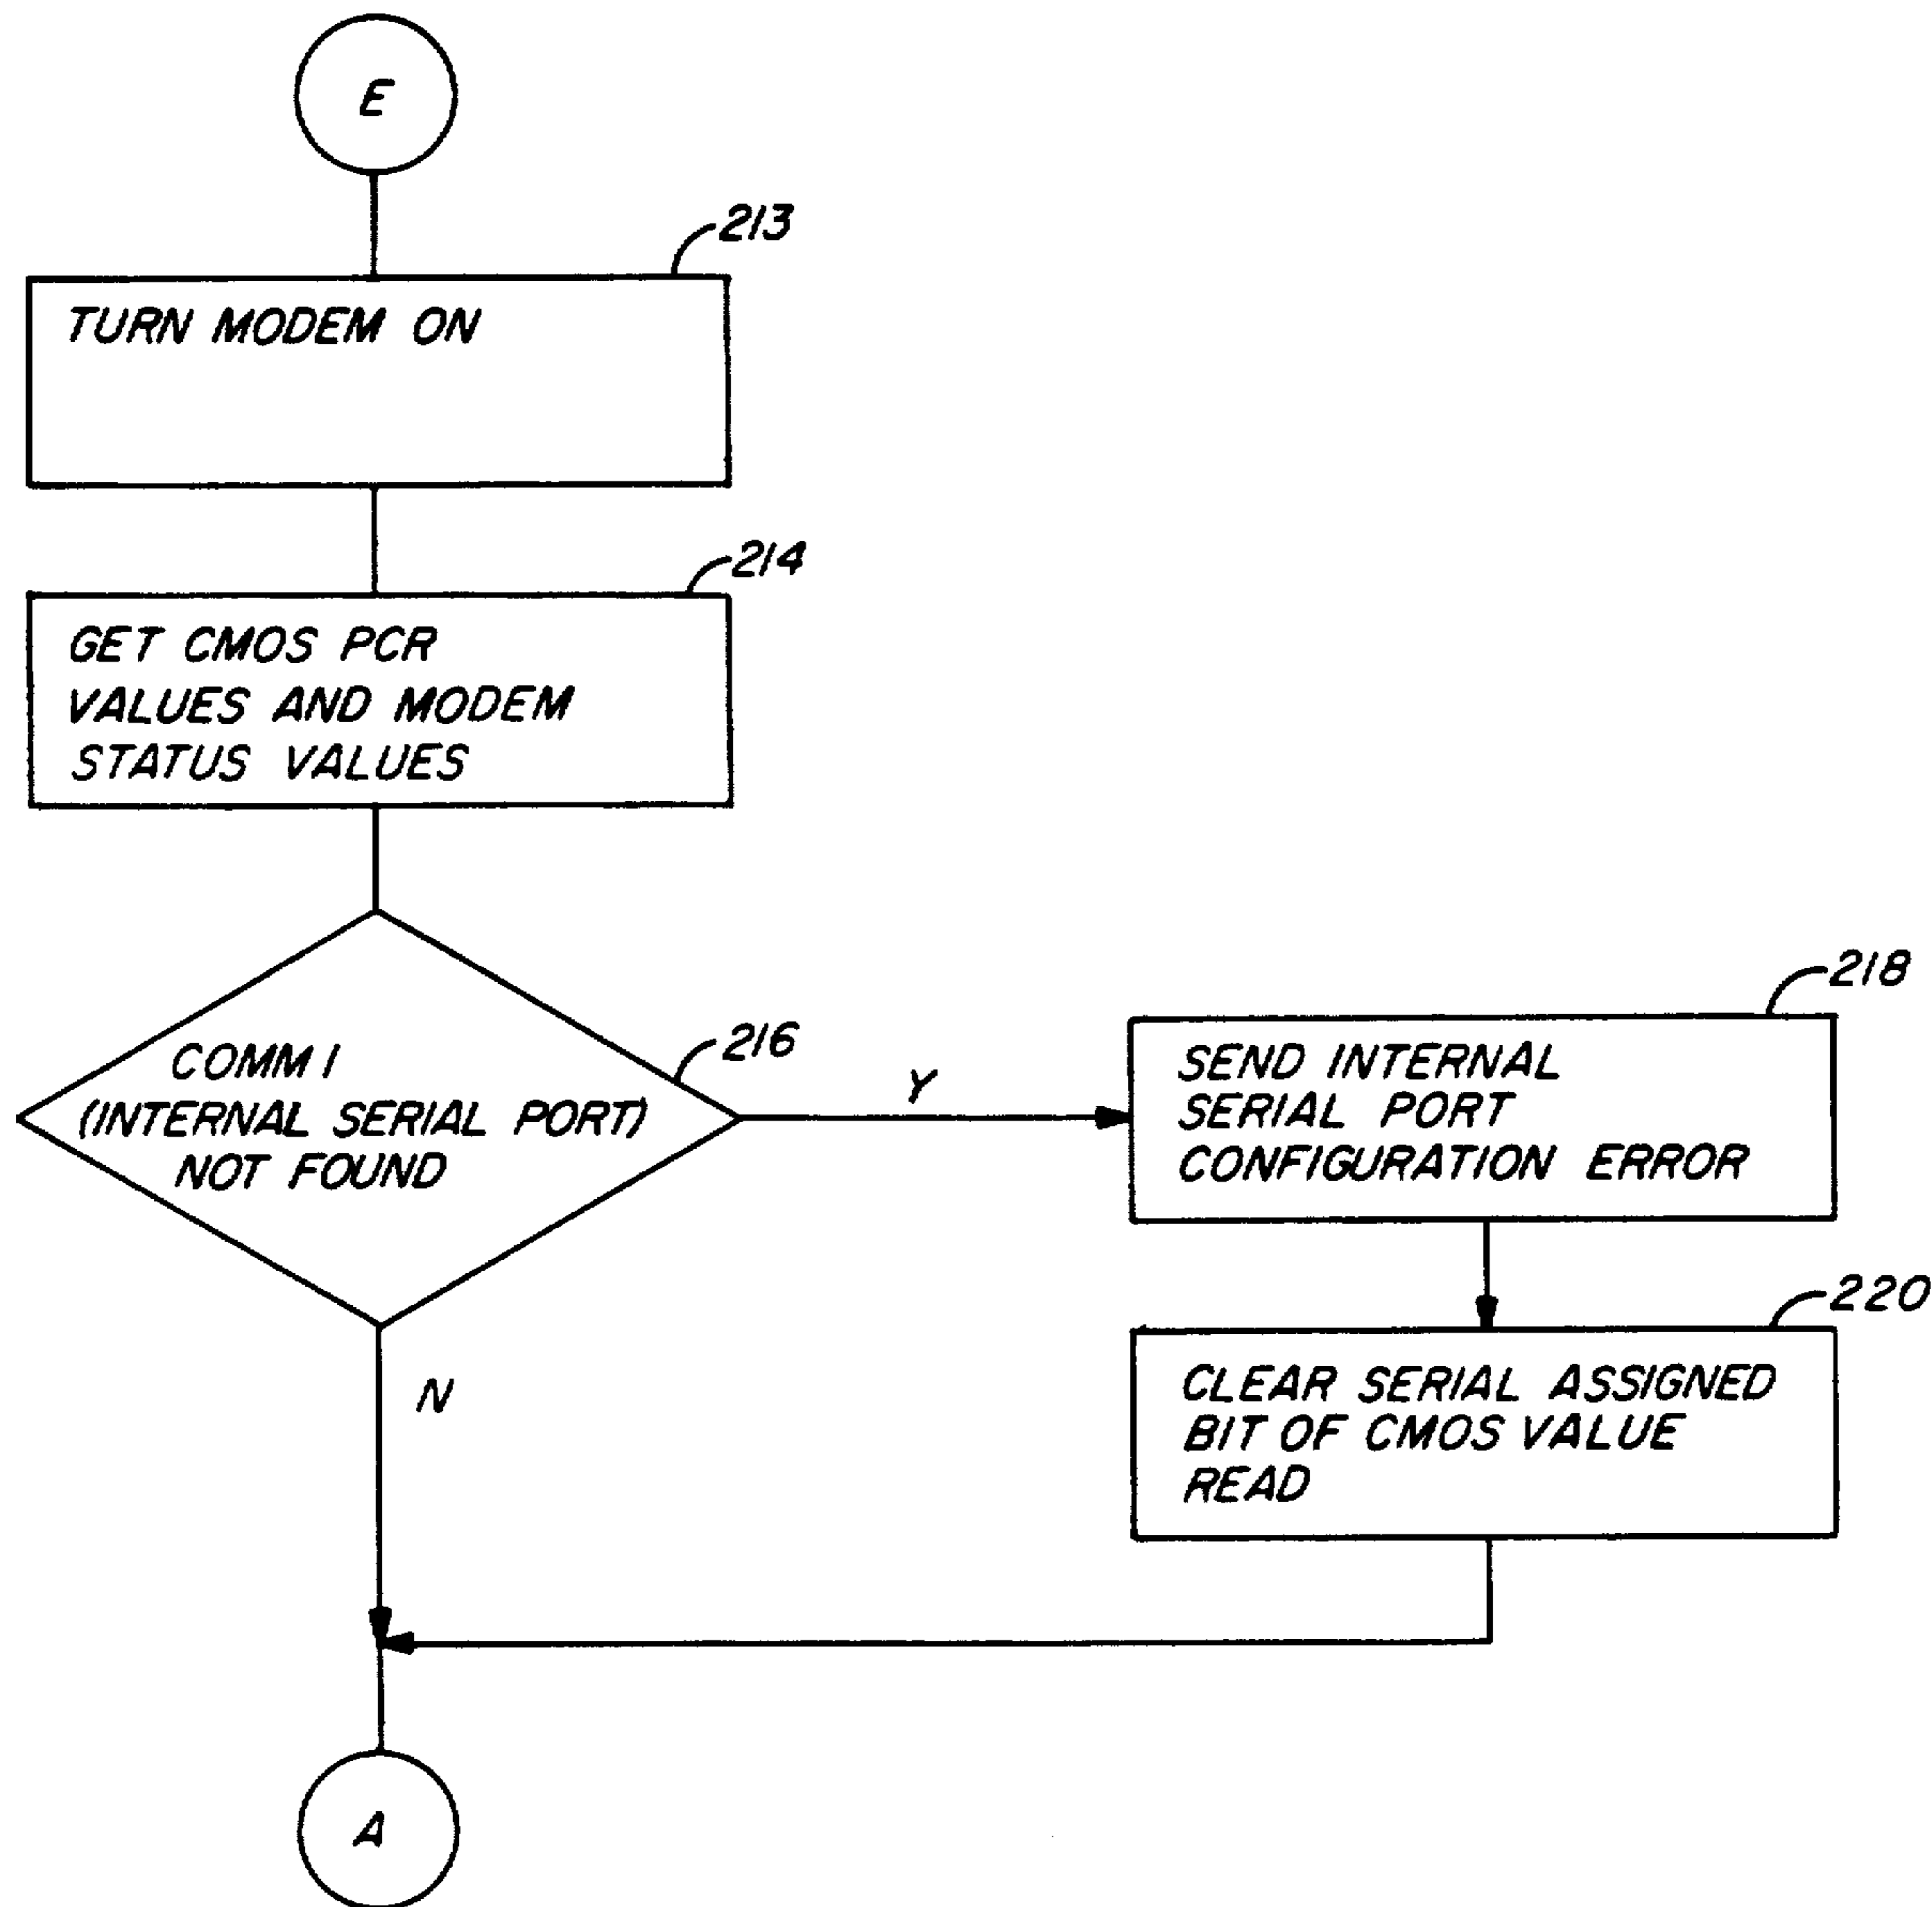 E
213
TURN MODEM ON
214
GET CMOS PCR
VALUES AND MODEM
STATUS VALUES
216
COMM 1
(INTERNAL SERIAL PORT)
NOT FOUND
Y
218
SEND INTERNAL
SERIAL PORT
CONFIGURATION ERROR
220
CLEAR SERIAL ASSIGNED
BIT OF CMOS VALUE
READ
N
A